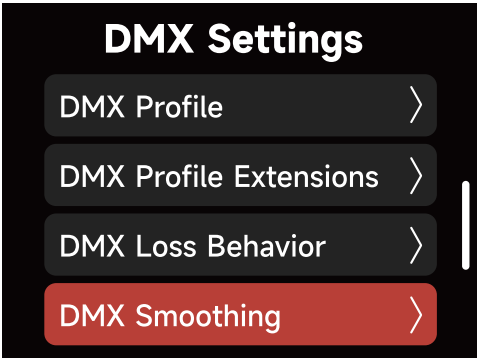 DMX Settings
DMX Profile
DMX Profile Extensions
DMX Loss Behavior
DMX Smoothing